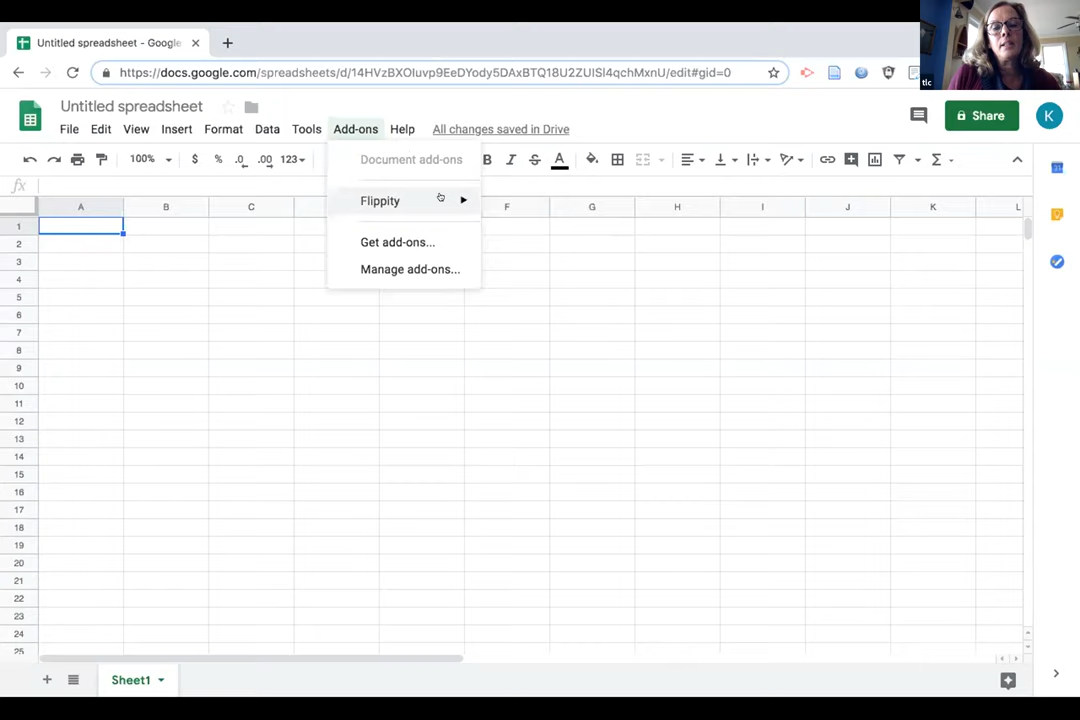 Untitled spreadsheet - Google
https://docs.google.com/spreadsheets/d/14HVzBXOIuvp9EeDYody5DAxBTQ18U2ZUISl4qchMxnU/edit#gid=0
tlc
Untitled spreadsheet
File Edit View Insert Format Data Tools Add-ons Help All changes saved in Drive
Share
K
100% $ % .0 .00 123 B I S A
Document add-ons
Flippity
Get add-ons...
Manage add-ons...
fx
A B C F G H I J K L
1
2
3
4
5
6
7
8
9
10
11
12
13
14
15
16
17
18
19
20
21
22
23
24
25
Sheet1